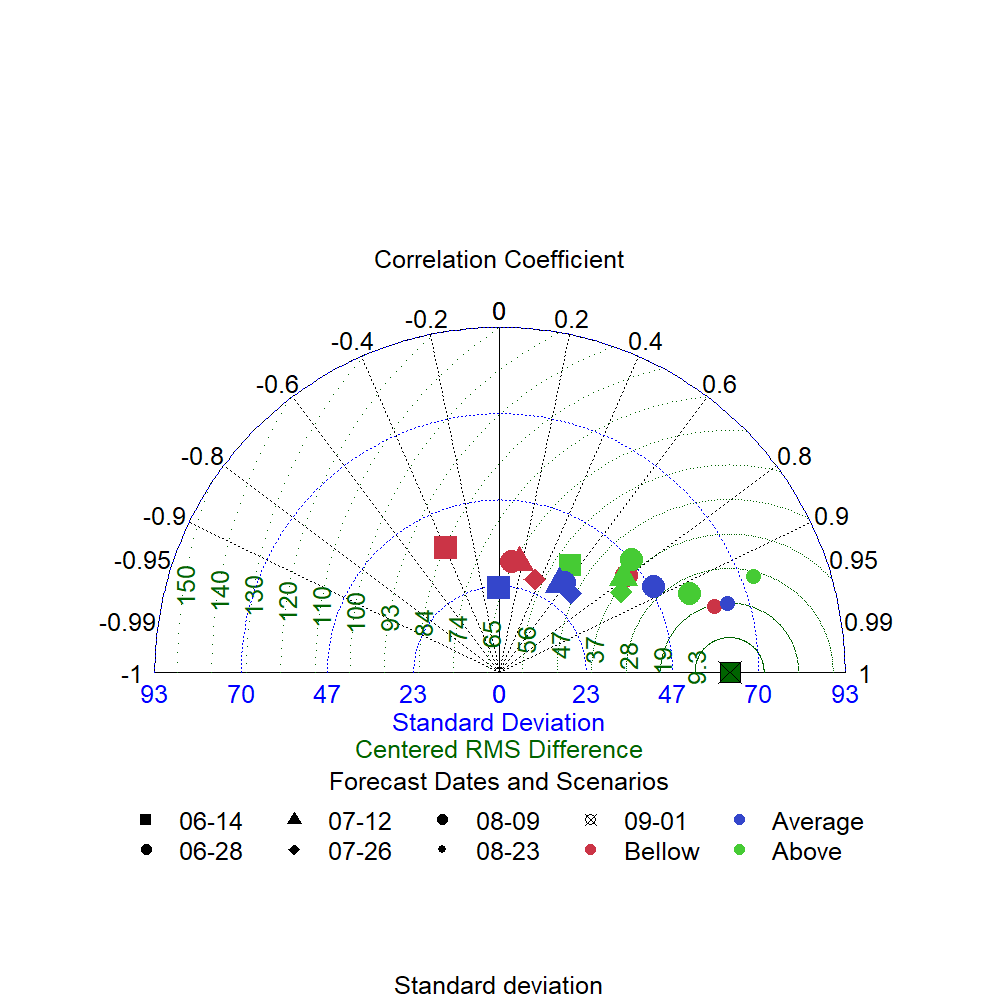 Correlation Coefficient
0
-0.2 0.2
-0.4 0.4
-0.6 0.6
-0.8 0.8
-0.9 0.9
-0.95 0.95
-0.99 0.99
-1 1
150 140 130 120 110 100 93 84 74 65 56 47 37 28 19 9.3
93 70 47 23 0 23 47 70 93
Standard Deviation
Centered RMS Difference
Forecast Dates and Scenarios
06-14 07-12 08-09 09-01 Average
06-28 07-26 08-23 Bellow Above
Standard deviation